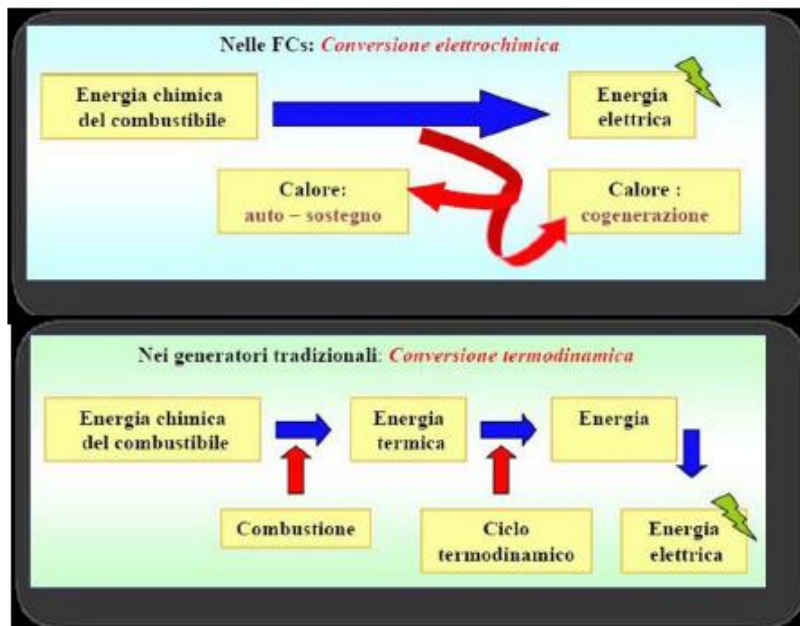 Nelle FCs: Conversione elettrochimica
Energia chimica
del combustibile
Energia
elettrica
Calore:
auto – sostegno
Calore :
cogenerazione
Nei generatori tradizionali: Conversione termodinamica
Energia chimica
del combustibile
Energia
termica
Energia
Combustione
Ciclo
termodinamico
Energia
elettrica